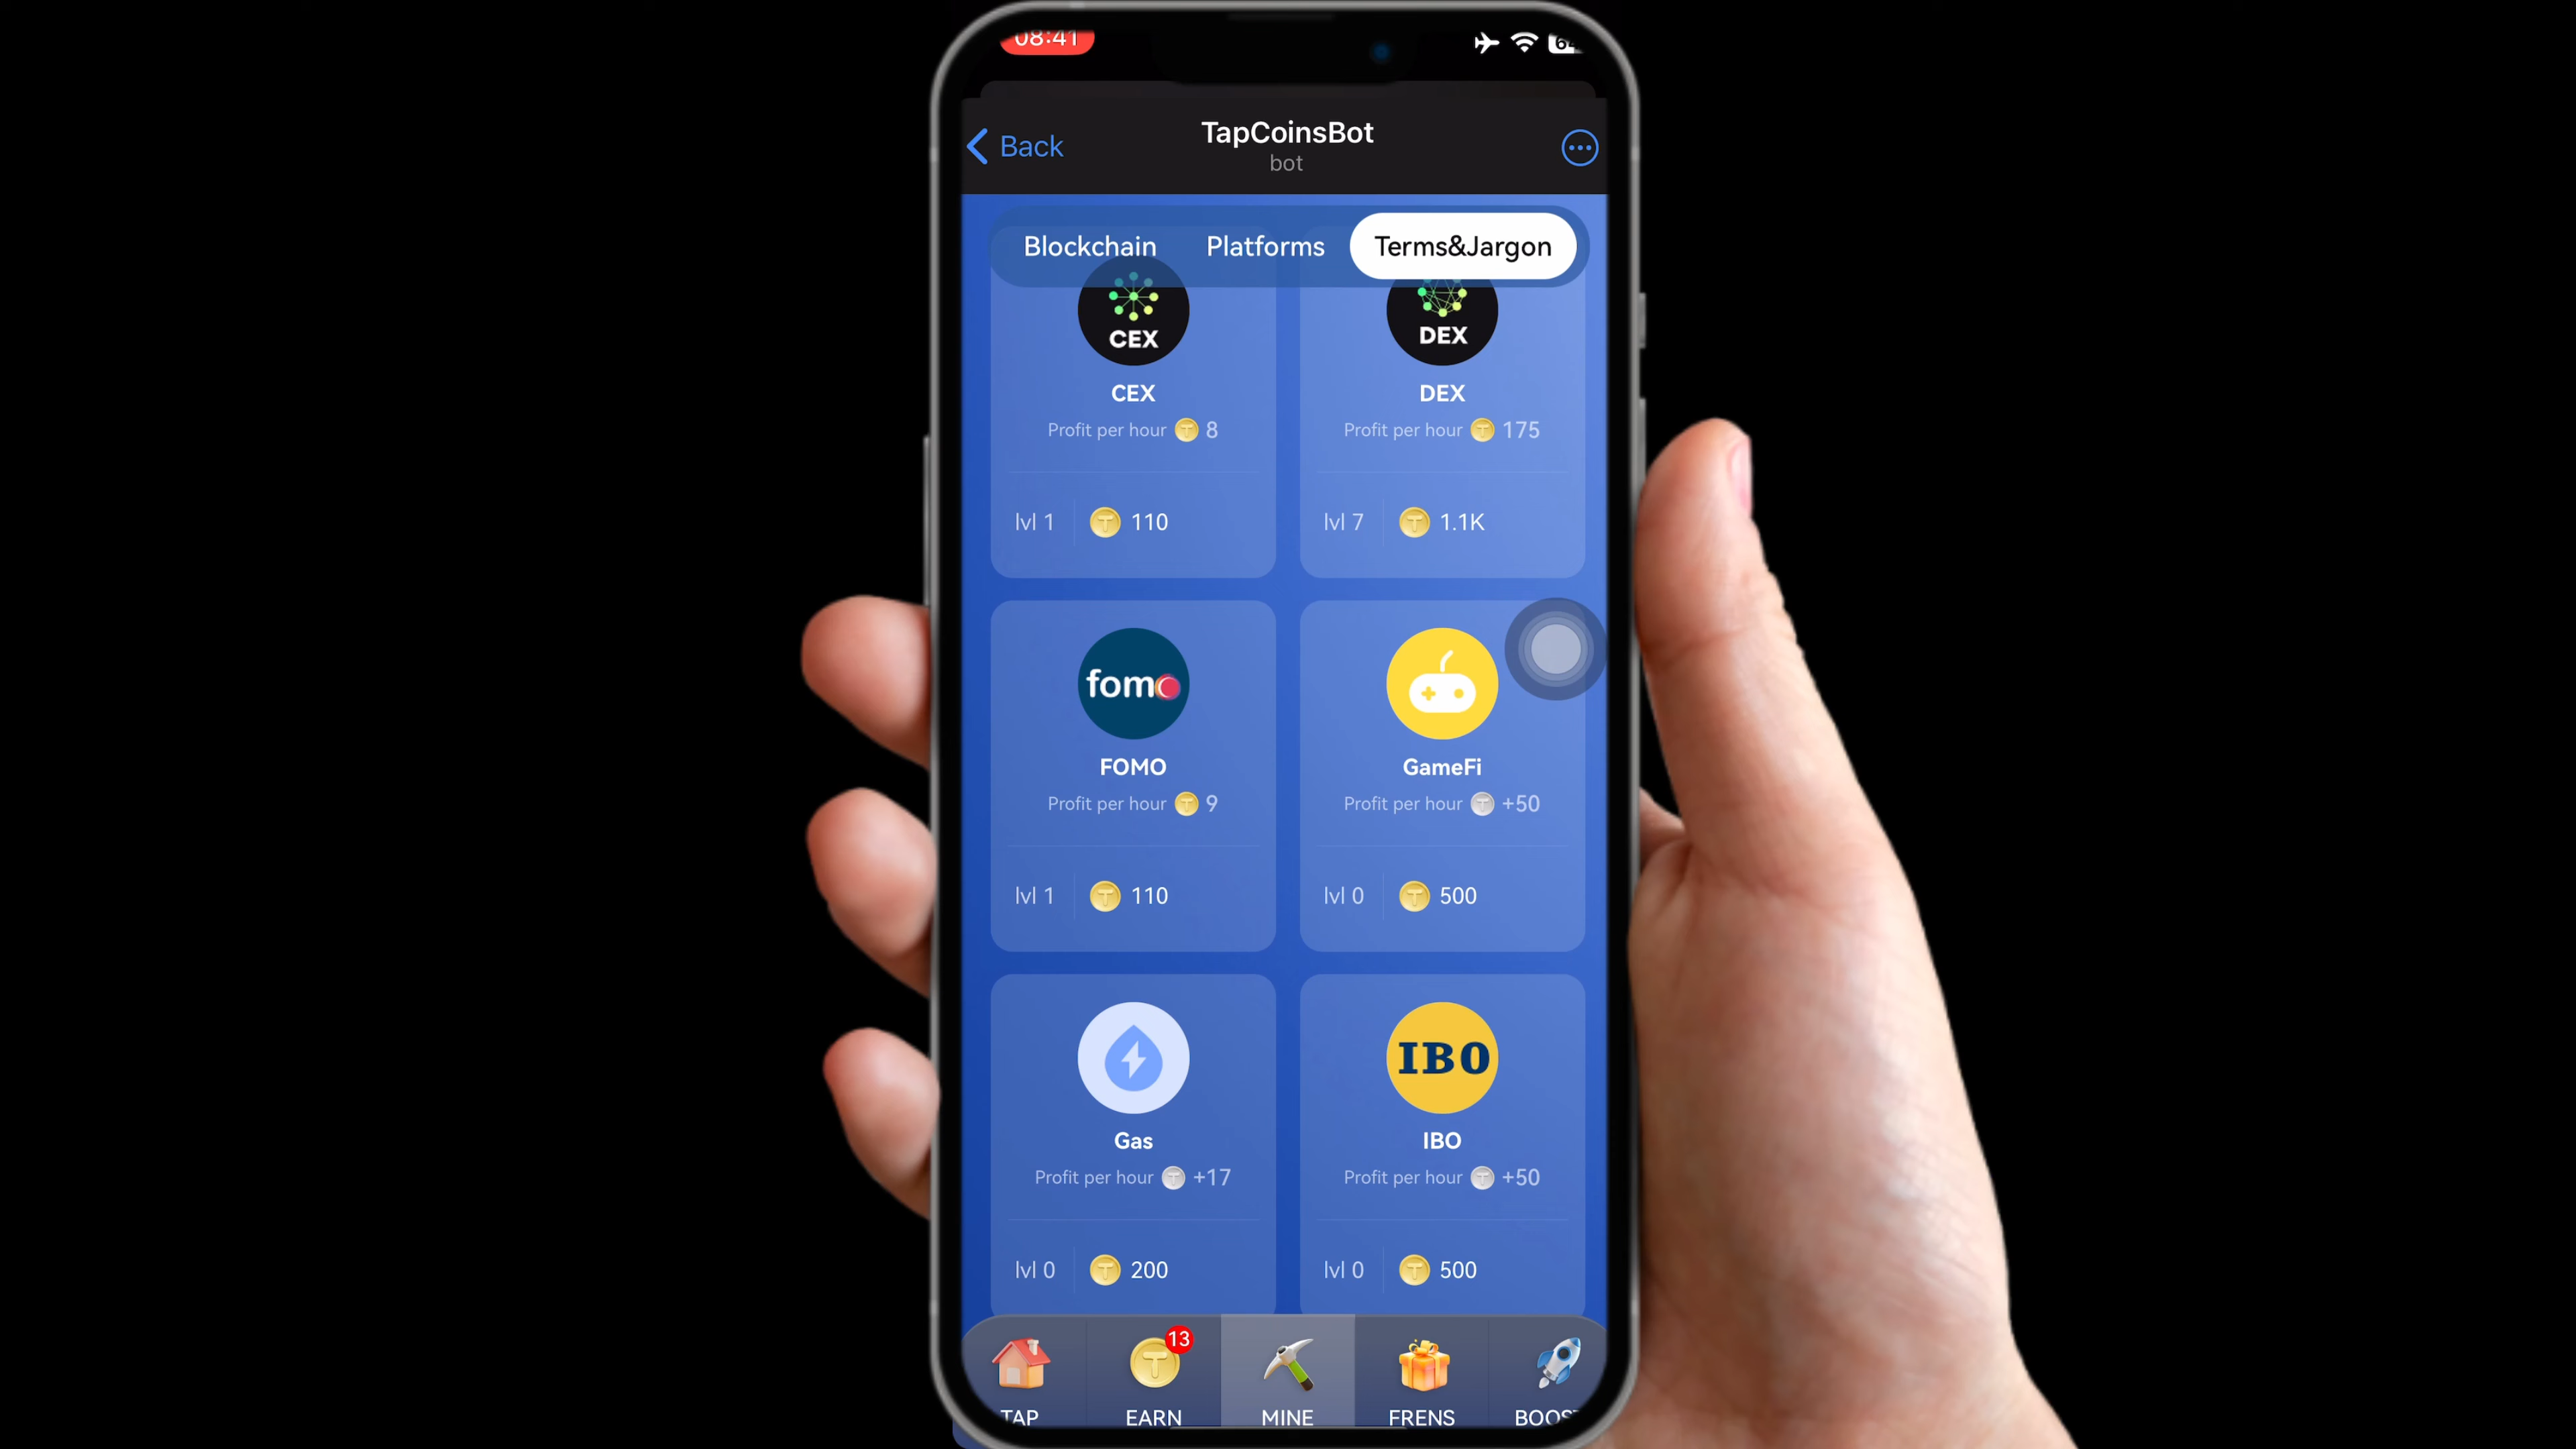 08:41
Back
TapCoinsBot
bot
Blockchain Platforms Terms&Jargon
CEX DEX
CEX DEX
Profit per hour 8 Profit per hour 175
lvl 1 110 lvl 7 1.1K
fomo
FOMO GameFi
Profit per hour 9 Profit per hour +50
lvl 1 110 lvl 0 500
IBO
Gas IBO
Profit per hour +17 Profit per hour +50
lvl 0 200 lvl 0 500
13
TAP EARN MINE FRENS